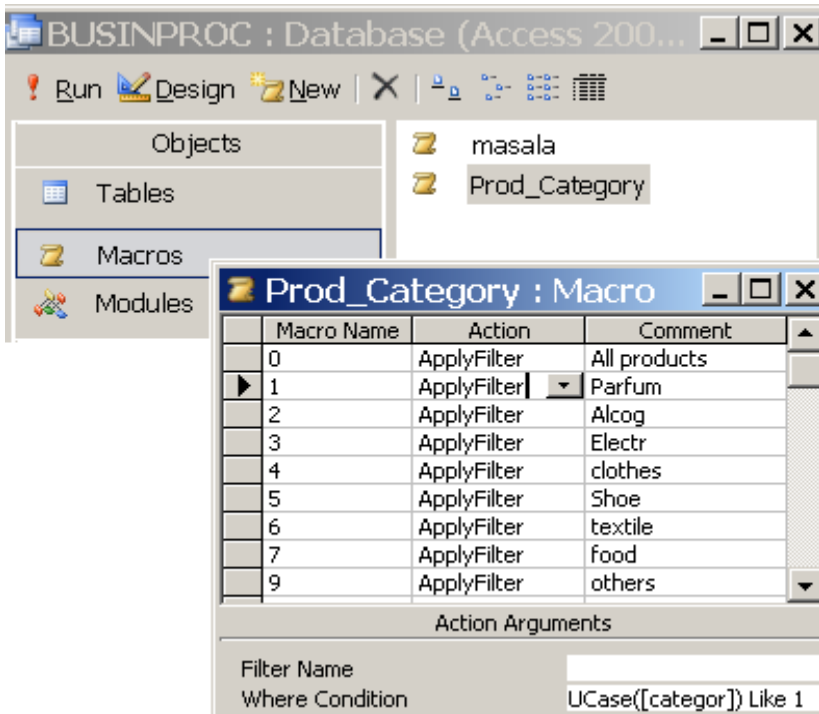 BUSINPROC : Database (Access 200...
Run Design New
Objects
masala
Tables
Prod_Category
Macros
Modules
Prod_Category : Macro
Macro Name Action Comment
0 ApplyFilter All products
1 ApplyFilter Parfum
2 ApplyFilter Alcog
3 ApplyFilter Electr
4 ApplyFilter clothes
5 ApplyFilter Shoe
6 ApplyFilter textile
7 ApplyFilter food
9 ApplyFilter others
Action Arguments
Filter Name
Where Condition UCase([categor]) Like 1